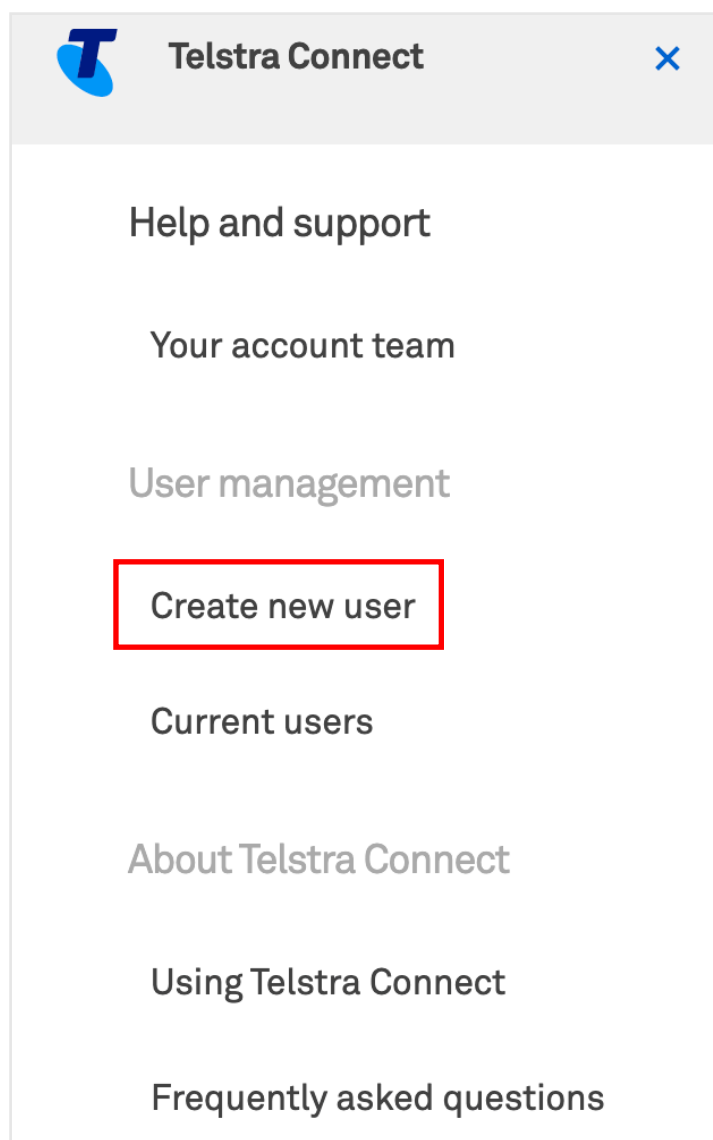 Telstra Connect
Help and support
Your account team
User management
Create new user
Current users
About Telstra Connect
Using Telstra Connect
Frequently asked questions